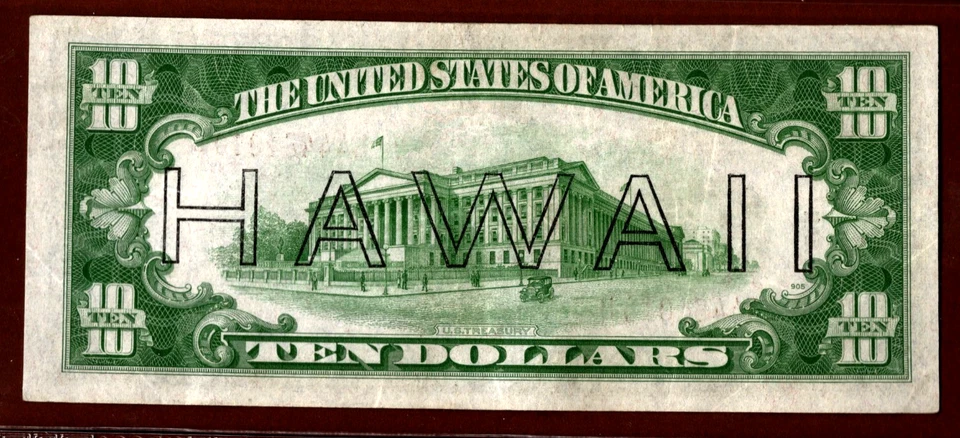 10 TEN 10
THE UNITED STATES OF AMERICA
10 TEN 10
HAWAII
905
10 TEN 10
U.S. TREASURY
TEN DOLLARS
10 TEN 10